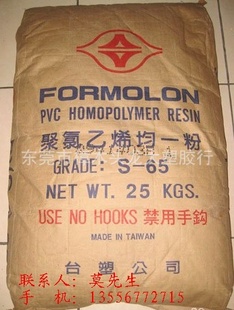 FORMOLON
PVC HOMOPOLYMER RESIN
聚氯乙烯均一粉
GRADE: S-65
NET WT. 25 KGS.
USE NO HOOKS 禁用手鈎
MADE IN TAIWAN
台塑公司
联系人: 莫先生
手 机: 13556772715